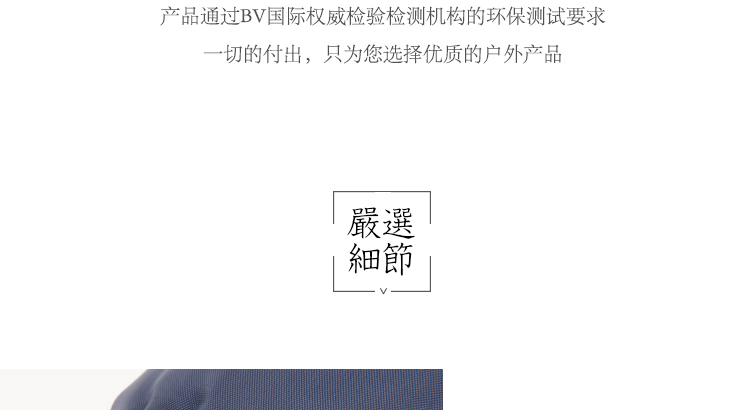 产品通过BV国际权威检验检测机构的环保测试要求
一切的付出，只为您选择优质的户外产品
嚴選
細節